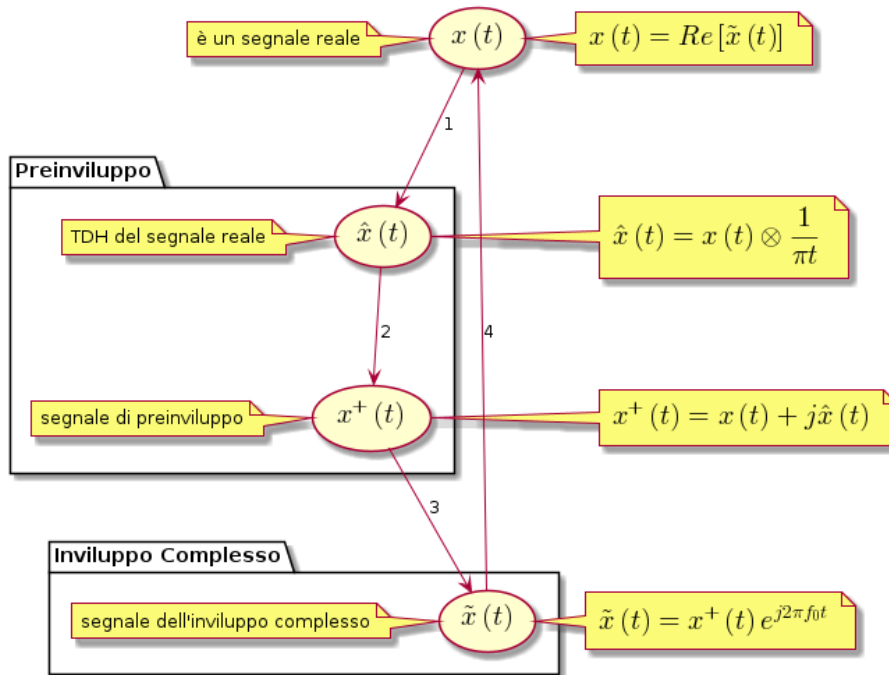 è un segnale reale
x (t)
x (t) = Re [x̃ (t)]
1
Preinviluppo
TDH del segnale reale
x̂ (t)
x̂ (t) = x (t) ⊗ 1/πt
2
4
segnale di preinviluppo
x⁺ (t)
x⁺ (t) = x (t) + jx̂ (t)
3
Inviluppo Complesso
segnale dell'inviluppo complesso
x̃ (t)
x̃ (t) = x⁺ (t) e^{j2πf₀t}